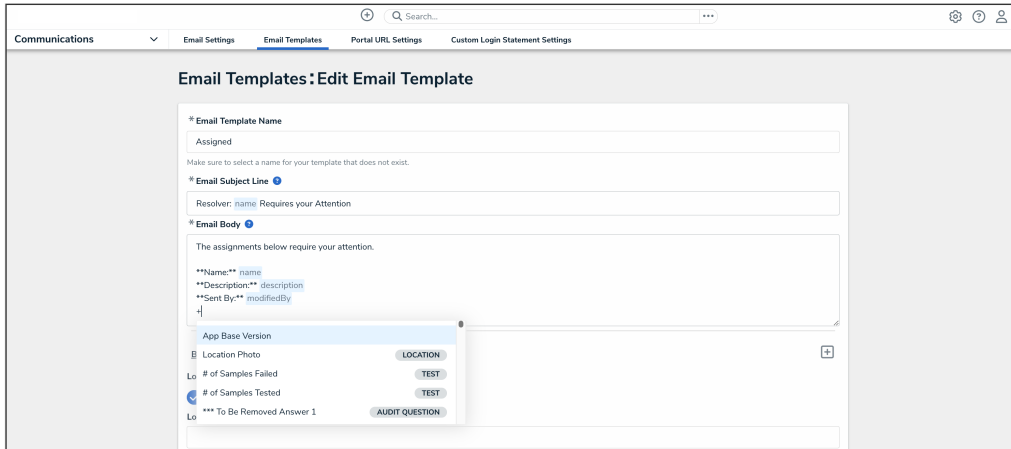 Search...
Communications
Email Settings
Email Templates
Portal URL Settings
Custom Login Statement Settings
Email Templates: Edit Email Template
* Email Template Name
Assigned
Make sure to select a name for your template that does not exist.
* Email Subject Line
Resolver: name Requires your Attention
* Email Body
The assignments below require your attention.
**Name:** name
**Description:** description
**Sent By:** modifiedBy
+
App Base Version
Location Photo LOCATION
# of Samples Failed TEST
# of Samples Tested TEST
*** To Be Removed Answer 1 AUDIT QUESTION